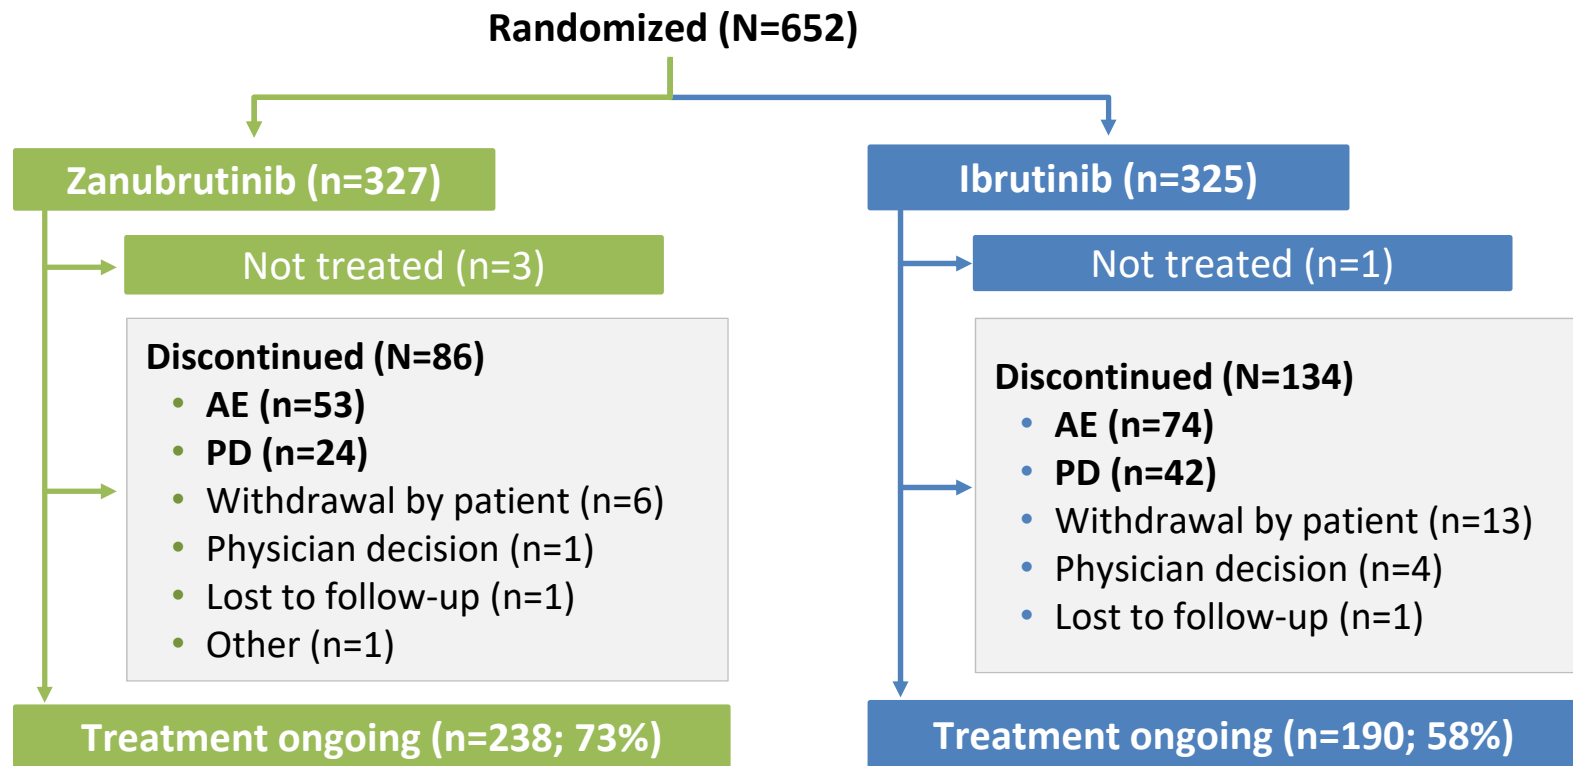 Randomized (N=652)
Zanubrutinib (n=327)
Not treated (n=3)
Discontinued (N=86)
• AE (n=53)
• PD (n=24)
• Withdrawal by patient (n=6)
• Physician decision (n=1)
• Lost to follow-up (n=1)
• Other (n=1)
Treatment ongoing (n=238; 73%)
Ibrutinib (n=325)
Not treated (n=1)
Discontinued (N=134)
• AE (n=74)
• PD (n=42)
• Withdrawal by patient (n=13)
• Physician decision (n=4)
• Lost to follow-up (n=1)
Treatment ongoing (n=190; 58%)